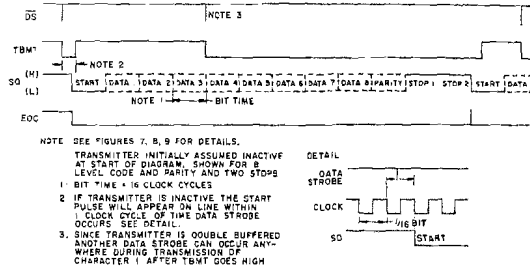 DS
NOTE 3
TBMT
NOTE 2
SO (H)
(L)
START DATA 1 DATA 2 DATA 3 DATA 4 DATA 5 DATA 6 DATA 7 DATA 8 PARITY STOP 1 STOP 2 START DATA
NOTE 1 BIT TIME
EOC
NOTE SEE FIGURES 7, 8, 9 FOR DETAILS.
TRANSMITTER INITIALLY ASSUMED INACTIVE
AT START OF DIAGRAM, SHOWN FOR 8
LEVEL CODE AND PARITY AND TWO STOPS
1- BIT TIME = 16 CLOCK CYCLES
2 IF TRANSMITTER IS INACTIVE THE START
PULSE WILL APPEAR ON LINE WITHIN
1 CLOCK CYCLE OF TIME DATA STROBE
OCCURS SEE DETAIL.
3. SINCE TRANSMITTER IS DOUBLE BUFFERED
ANOTHER DATA STROBE CAN OCCUR ANY-
WHERE DURING TRANSMISSION OF
CHARACTER 1 AFTER TBMT GOES HIGH
DETAIL
DATA
STROBE
CLOCK
1/16 BIT
SO
START